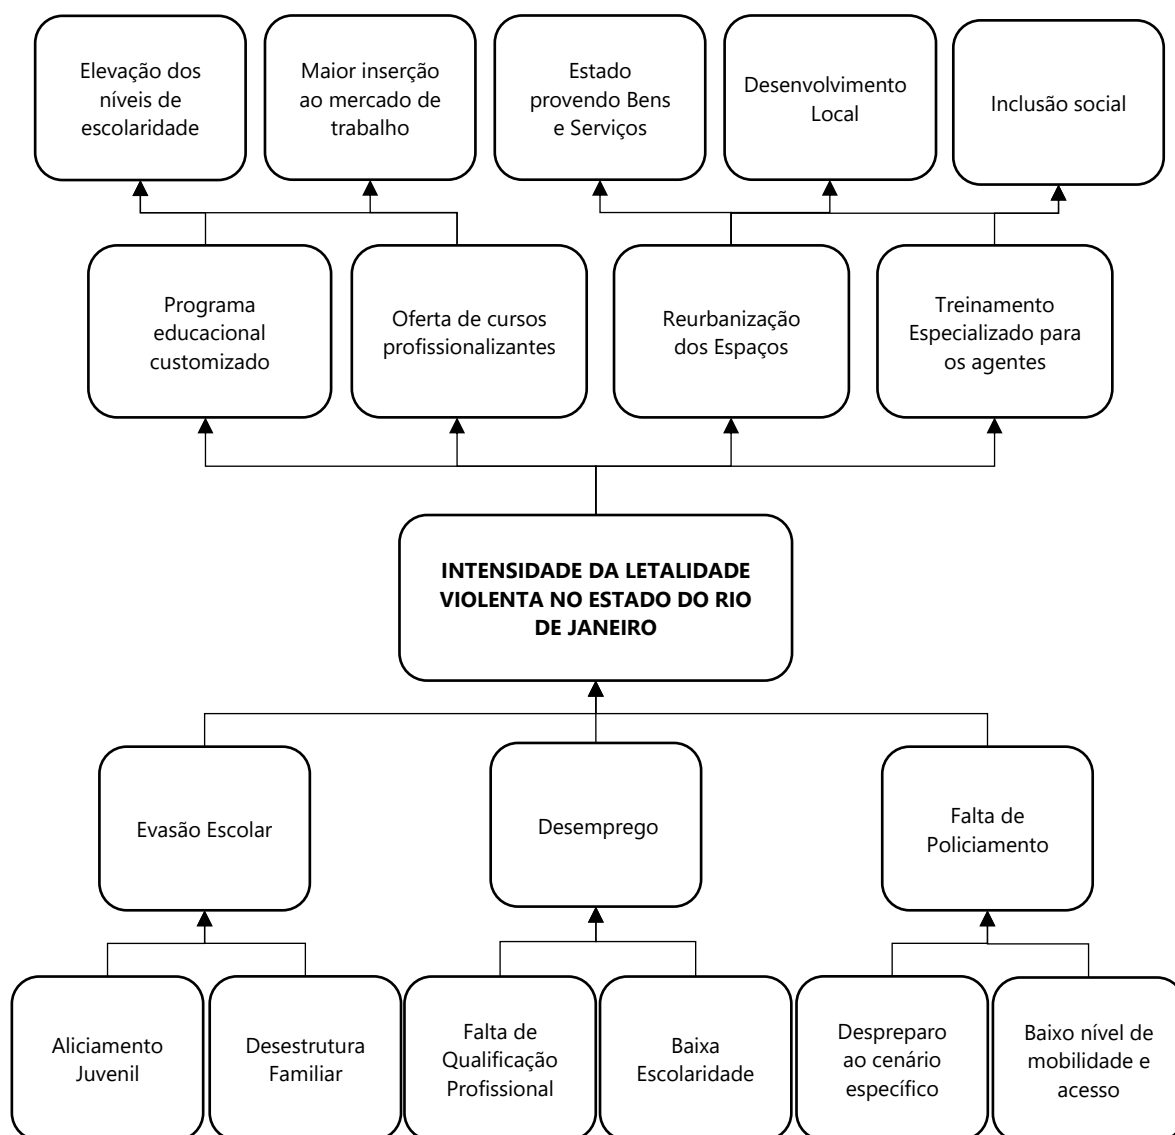 Elevação dos
níveis de
escolaridade
Maior inserção
ao mercado de
trabalho
Estado
provendo Bens
e Serviços
Desenvolvimento
Local
Inclusão social
Programa
educacional
customizado
Oferta de cursos
profissionalizantes
Reurbanização
dos Espaços
Treinamento
Especializado para
os agentes
INTENSIDADE DA LETALIDADE
VIOLENTA NO ESTADO DO RIO
DE JANEIRO
Evasão Escolar
Desemprego
Falta de
Policiamento
Aliciamento
Juvenil
Desestrutura
Familiar
Falta de
Qualificação
Profissional
Baixa
Escolaridade
Despreparo
ao cenário
específico
Baixo nível de
mobilidade e
acesso